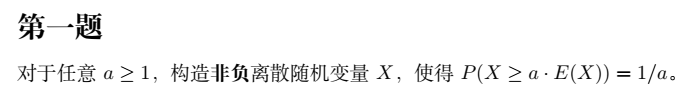 第一题
对于任意 a ≥ 1，构造非负离散随机变量 X，使得 P(X ≥ a · E(X)) = 1/a。